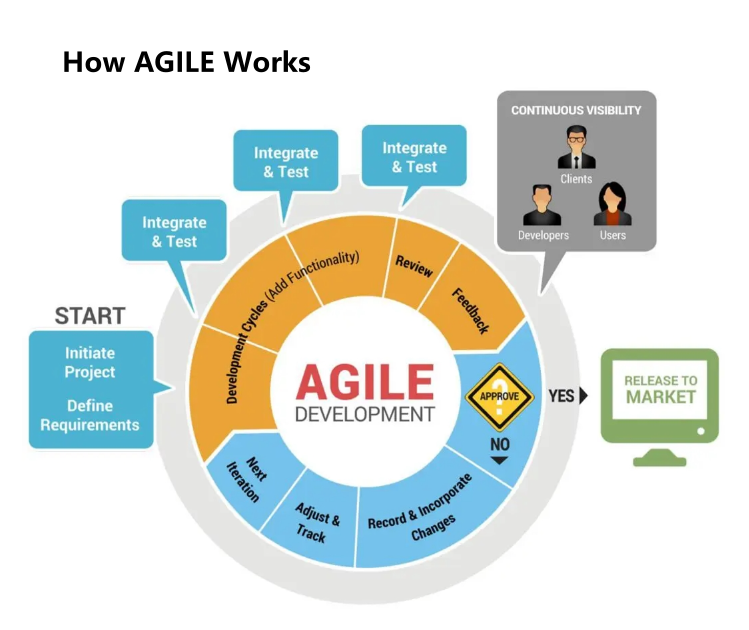 How AGILE Works
CONTINUOUS VISIBILITY
Clients
Developers Users
Integrate
& Test
Integrate
& Test
Integrate
& Test
START
Initiate
Project
Define
Requirements
Development Cycles (Add Functionality)
Review
Feedback
AGILE
DEVELOPMENT
?
APPROVE
YES
NO
RELEASE TO
MARKET
Record & Incorporate
Changes
Adjust &
Track
Next
Iteration